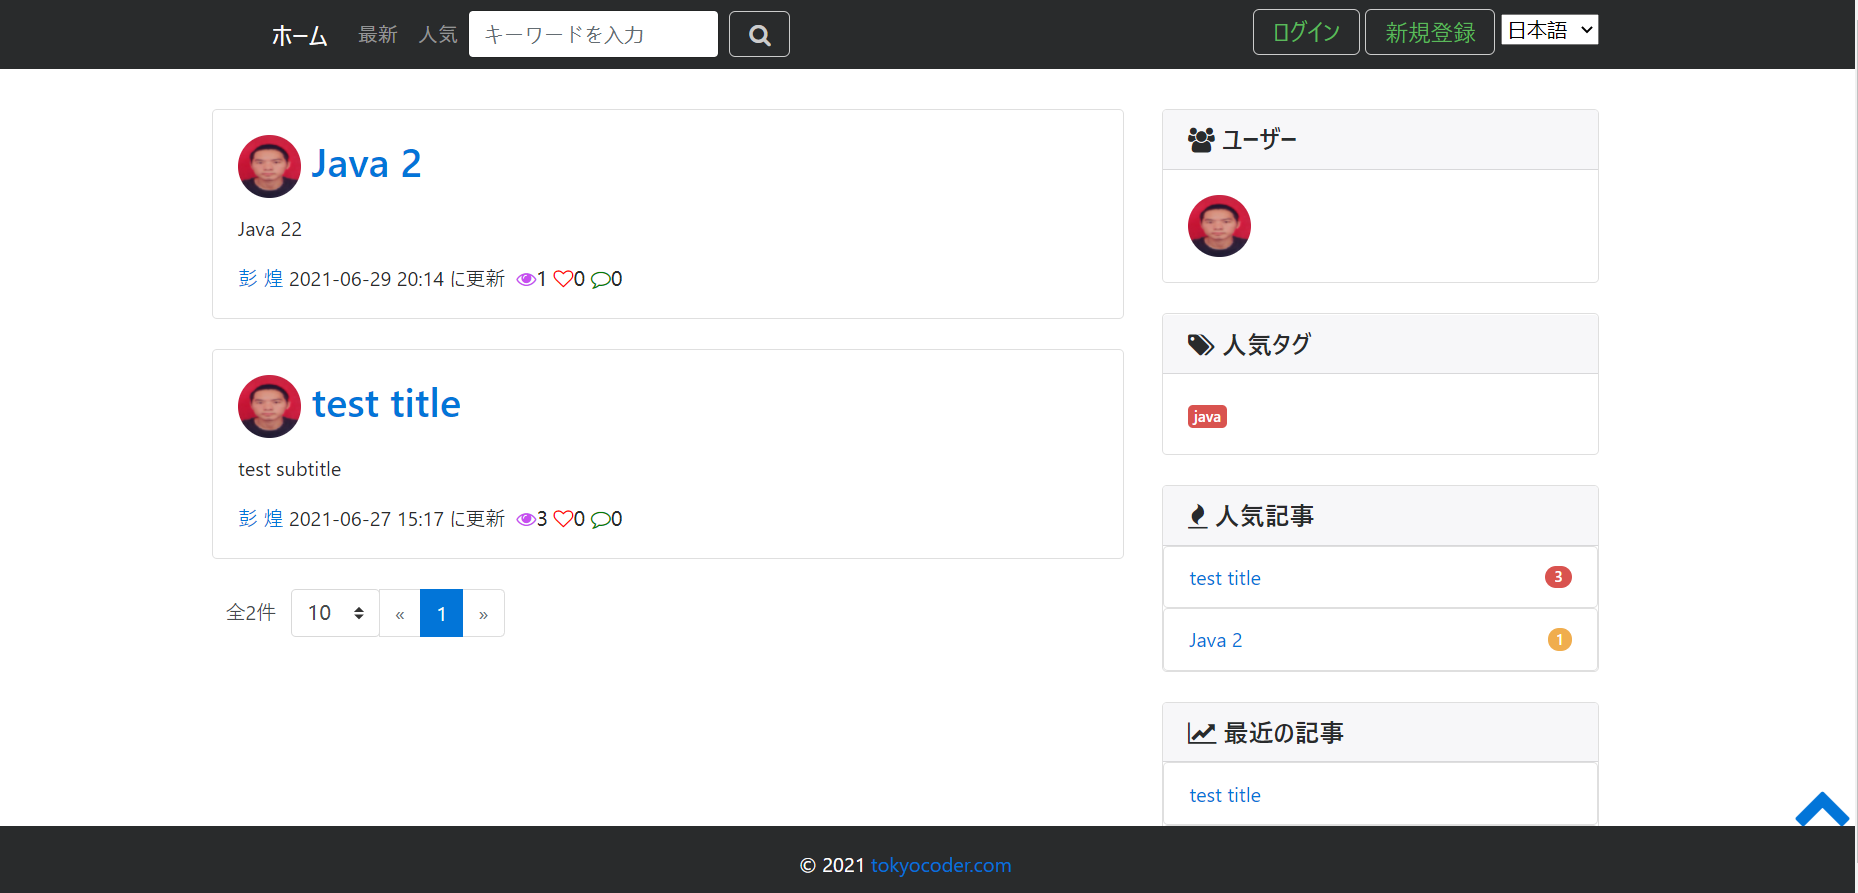 ホーム 最新 人気 キーワードを入力 ログイン 新規登録 日本語
Java 2
Java 22
彭 煌 2021-06-29 20:14 に更新 1 0 0
test title
test subtitle
彭 煌 2021-06-27 15:17 に更新 3 0 0
全2件 10 « 1 »
ユーザー
人気タグ
java
人気記事
test title 3
Java 2 1
最近の記事
test title
© 2021 tokyocoder.com